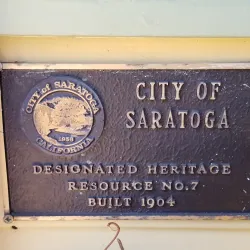 CITY OF
SARATOGA
CITY of SARATOGA
1956
CALIFORNIA
DESIGNATED HERITAGE
RESOURCE NO.7
BUILT 1904